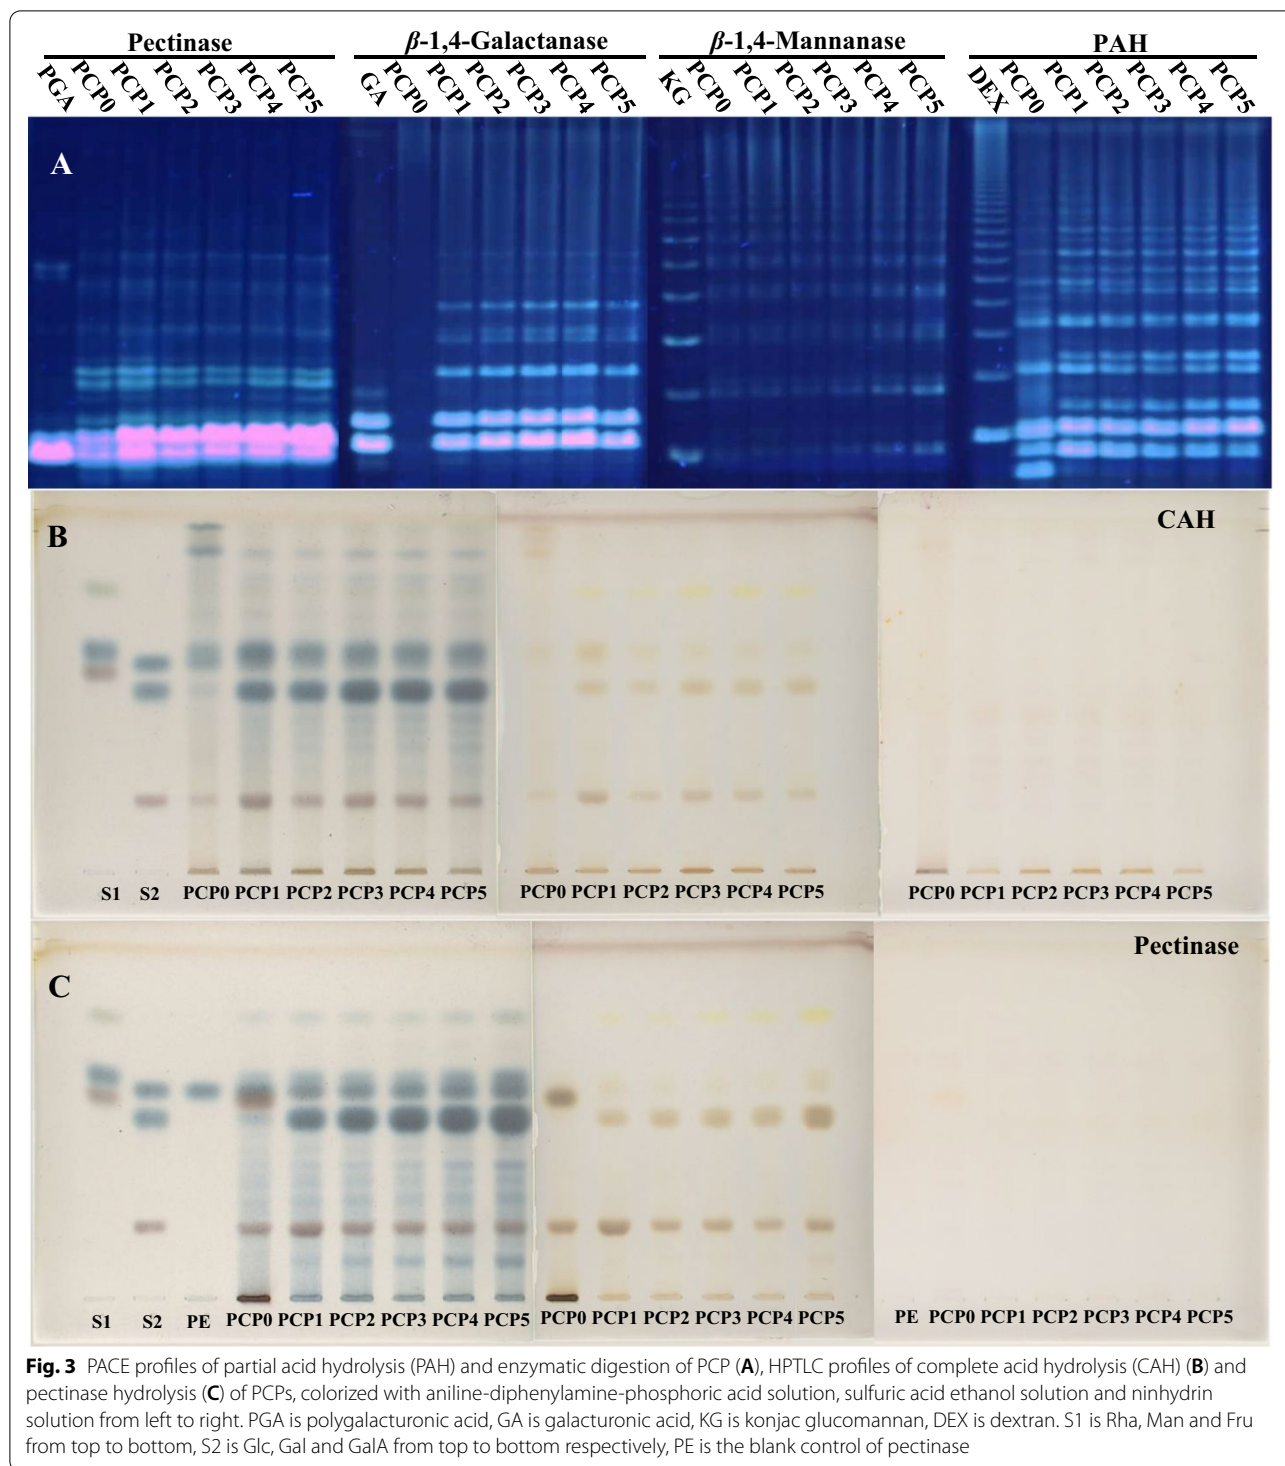 Pectinase β-1,4-Galactanase β-1,4-Mannanase PAH
PGA PCP0 PCP1 PCP2 PCP3 PCP4 PCP5 GA PCP0 PCP1 PCP2 PCP3 PCP4 PCP5 KG PCP0 PCP1 PCP2 PCP3 PCP4 PCP5 DEX PCP0 PCP1 PCP2 PCP3 PCP4 PCP5
A
B CAH
S1 S2 PCP0 PCP1 PCP2 PCP3 PCP4 PCP5 PCP0 PCP1 PCP2 PCP3 PCP4 PCP5 PCP0 PCP1 PCP2 PCP3 PCP4 PCP5
C Pectinase
S1 S2 PE PCP0 PCP1 PCP2 PCP3 PCP4 PCP5 PCP0 PCP1 PCP2 PCP3 PCP4 PCP5 PE PCP0 PCP1 PCP2 PCP3 PCP4 PCP5
Fig. 3 PACE profiles of partial acid hydrolysis (PAH) and enzymatic digestion of PCP (A), HPTLC profiles of complete acid hydrolysis (CAH) (B) and
pectinase hydrolysis (C) of PCPs, colorized with aniline-diphenylamine-phosphoric acid solution, sulfuric acid ethanol solution and ninhydrin
solution from left to right. PGA is polygalacturonic acid, GA is galacturonic acid, KG is konjac glucomannan, DEX is dextran. S1 is Rha, Man and Fru
from top to bottom, S2 is Glc, Gal and GalA from top to bottom respectively, PE is the blank control of pectinase